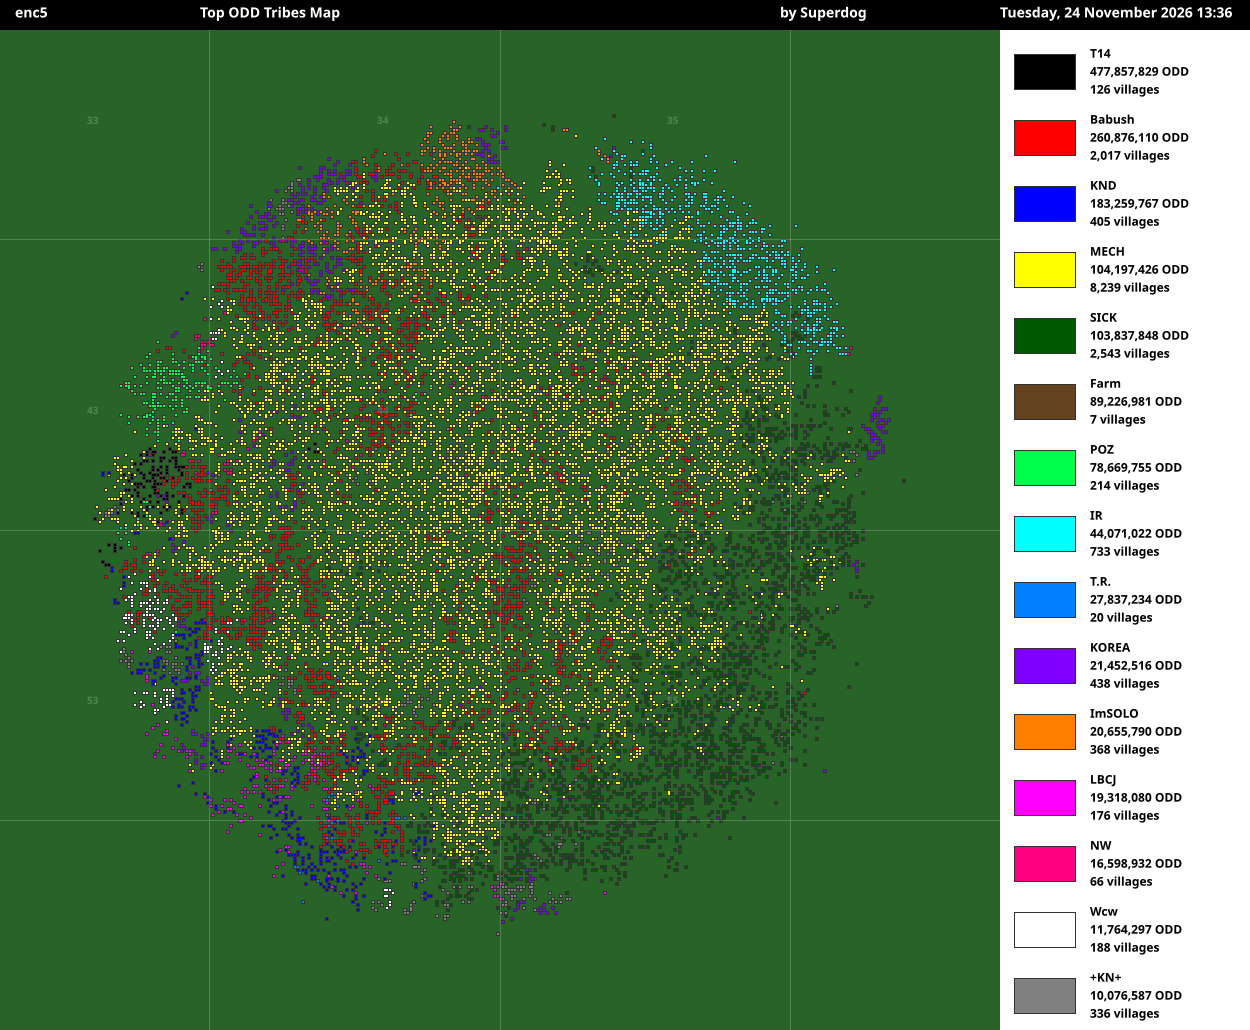 enc5 Top ODD Tribes Map by Superdog Tuesday, 24 November 2026 13:36
33 34 35
43
53
T14
477,857,829 ODD
126 villages
Babush
260,876,110 ODD
2,017 villages
KND
183,259,767 ODD
405 villages
MECH
104,197,426 ODD
8,239 villages
SICK
103,837,848 ODD
2,543 villages
Farm
89,226,981 ODD
7 villages
POZ
78,669,755 ODD
214 villages
IR
44,071,022 ODD
733 villages
T.R.
27,837,234 ODD
20 villages
KOREA
21,452,516 ODD
438 villages
ImSOLO
20,655,790 ODD
368 villages
LBCJ
19,318,080 ODD
176 villages
NW
16,598,932 ODD
66 villages
Wcw
11,764,297 ODD
188 villages
+KN+
10,076,587 ODD
336 villages